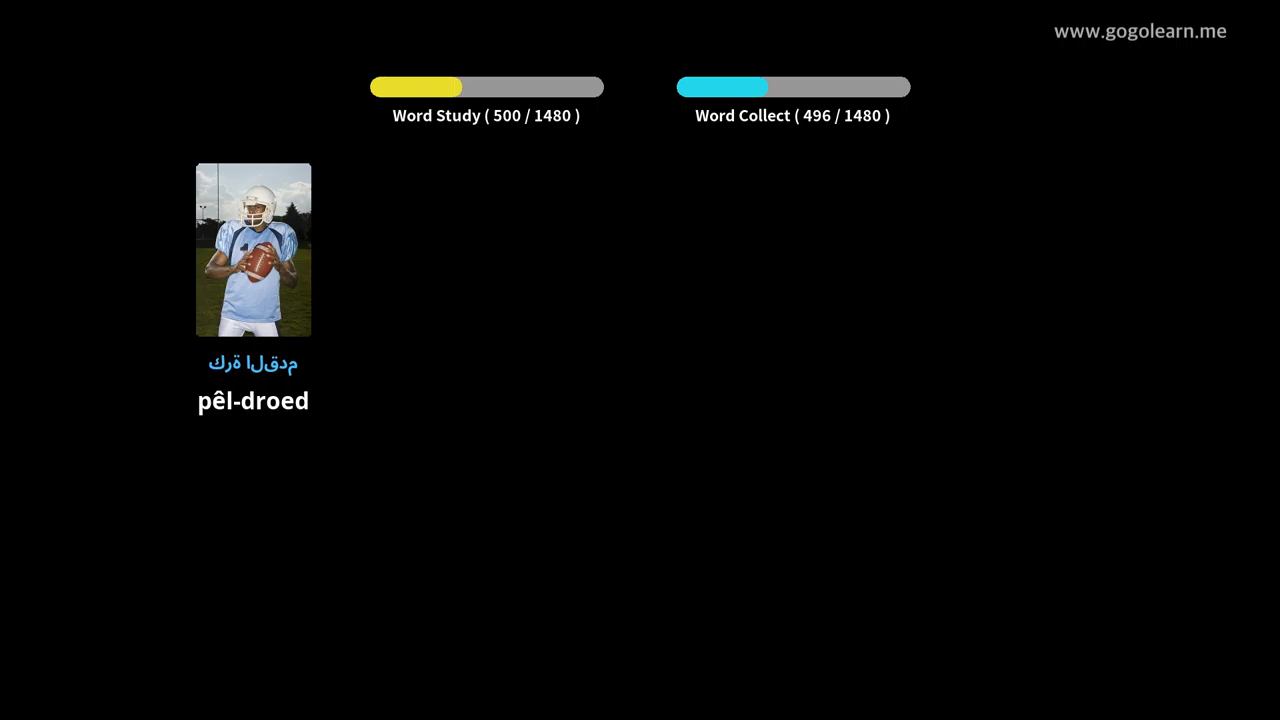 www.gogolearn.me
Word Study ( 500 / 1480 )
Word Collect ( 496 / 1480 )
كرة القدم
pêl-droed